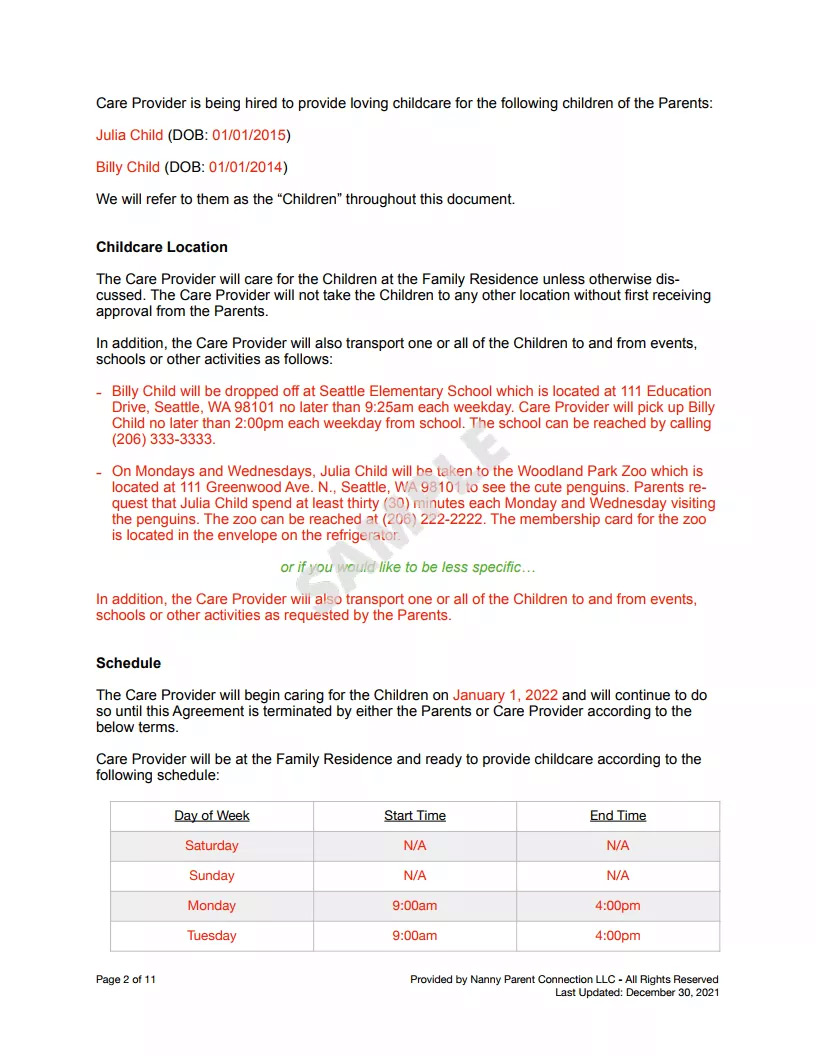 Care Provider is being hired to provide loving childcare for the following children of the Parents:
Julia Child (DOB: 01/01/2015)
Billy Child (DOB: 01/01/2014)
We will refer to them as the “Children” throughout this document.
Childcare Location
The Care Provider will care for the Children at the Family Residence unless otherwise dis-
cussed. The Care Provider will not take the Children to any other location without first receiving
approval from the Parents.
In addition, the Care Provider will also transport one or all of the Children to and from events,
schools or other activities as follows:
- Billy Child will be dropped off at Seattle Elementary School which is located at 111 Education
Drive, Seattle, WA 98101 no later than 9:25am each weekday. Care Provider will pick up Billy
Child no later than 2:00pm each weekday from school. The school can be reached by calling
(206) 333-3333.
- On Mondays and Wednesdays, Julia Child will be taken to the Woodland Park Zoo which is
located at 111 Greenwood Ave. N., Seattle, WA 98101 to see the cute penguins. Parents re-
quest that Julia Child spend at least thirty (30) minutes each Monday and Wednesday visiting
the penguins. The zoo can be reached at (206) 222-2222. The membership card for the zoo
is located in the envelope on the refrigerator.
SAMPLE
or if you would like to be less specific…
In addition, the Care Provider will also transport one or all of the Children to and from events,
schools or other activities as requested by the Parents.
Schedule
The Care Provider will begin caring for the Children on January 1, 2022 and will continue to do
so until this Agreement is terminated by either the Parents or Care Provider according to the
below terms.
Care Provider will be at the Family Residence and ready to provide childcare according to the
following schedule:
Day of Week Start Time End Time
Saturday N/A N/A
Sunday N/A N/A
Monday 9:00am 4:00pm
Tuesday 9:00am 4:00pm
Page 2 of 11 Provided by Nanny Parent Connection LLC - All Rights Reserved
Last Updated: December 30, 2021